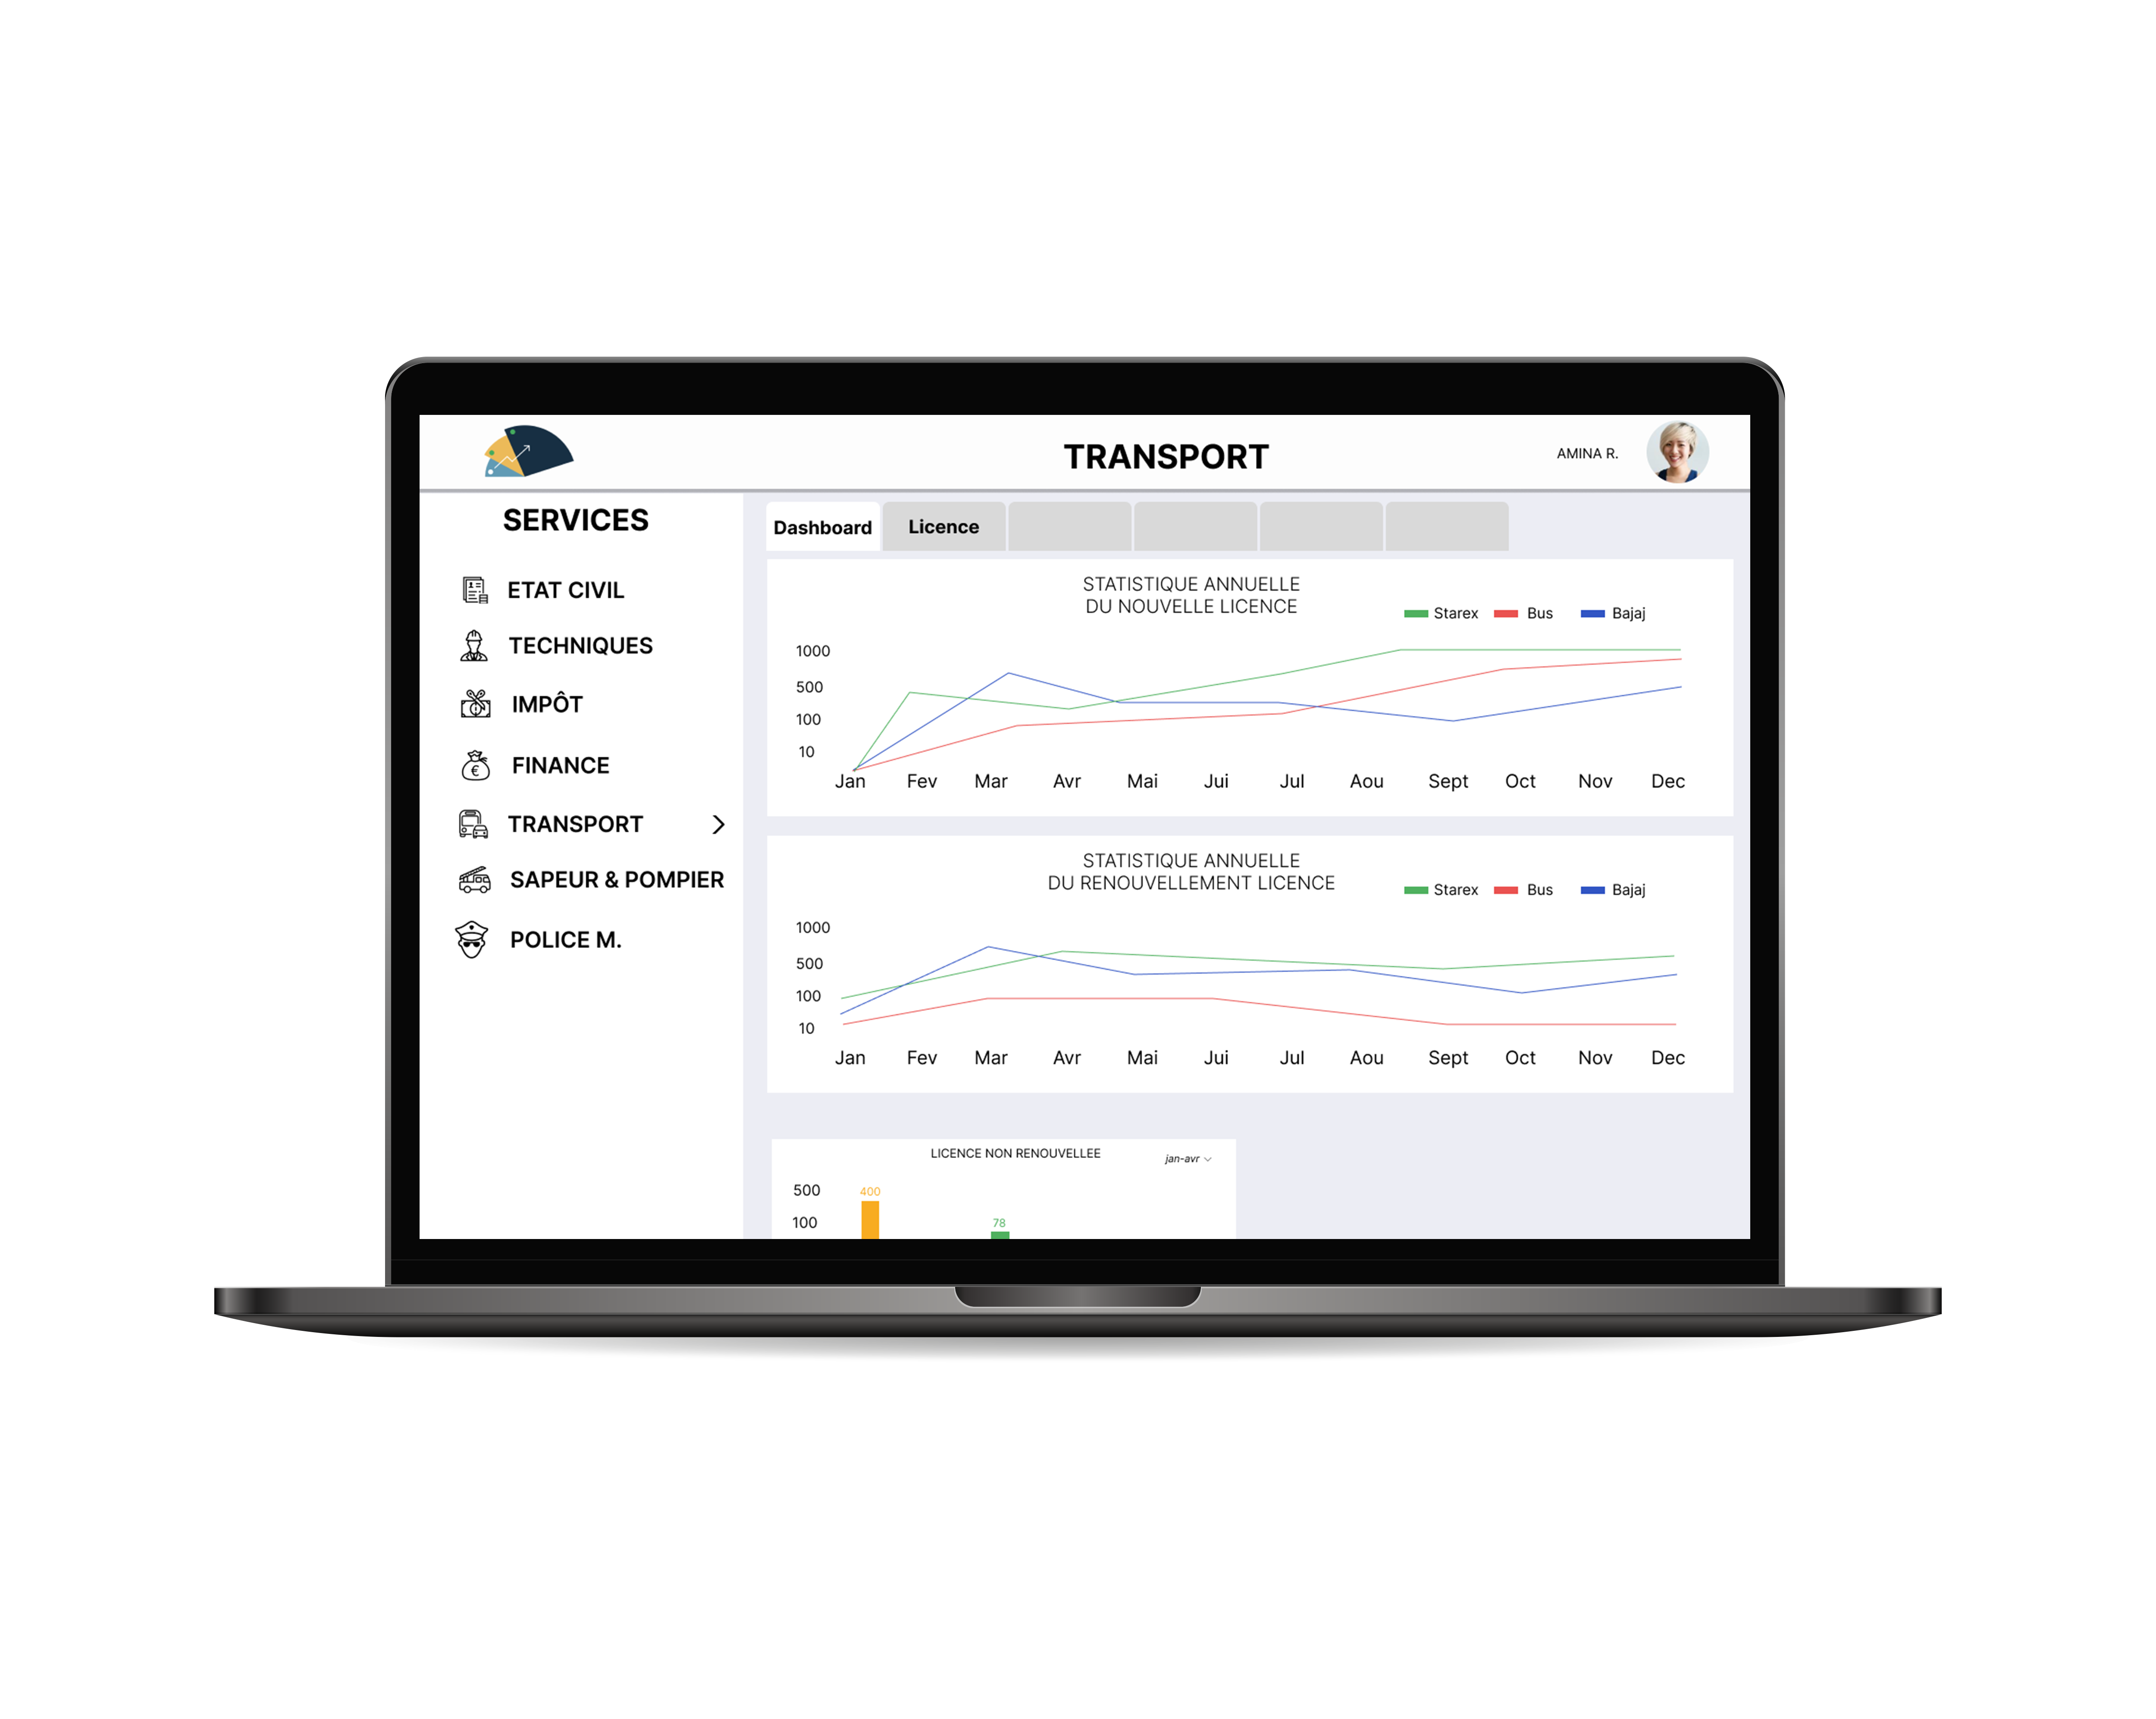 TRANSPORT
AMINA R.
SERVICES
ETAT CIVIL
TECHNIQUES
IMPÔT
FINANCE
TRANSPORT
SAPEUR & POMPIER
POLICE M.
Dashboard
Licence
STATISTIQUE ANNUELLE
DU NOUVELLE LICENCE
Starex Bus Bajaj
1000
500
100
10
Jan Fev Mar Avr Mai Jui Jul Aou Sept Oct Nov Dec
STATISTIQUE ANNUELLE
DU RENOUVELLEMENT LICENCE
Starex Bus Bajaj
1000
500
100
10
Jan Fev Mar Avr Mai Jui Jul Aou Sept Oct Nov Dec
LICENCE NON RENOUVELLEE
jan-avr
500
400
100
78